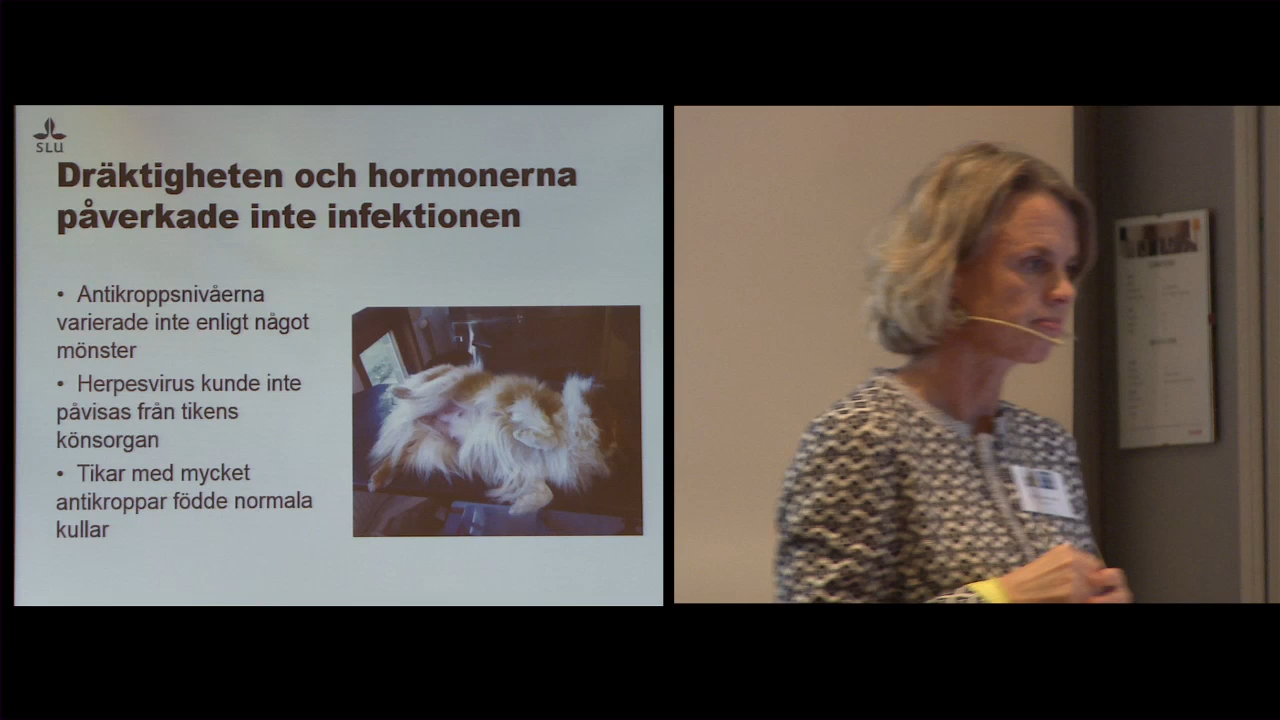 SLU
Dräktigheten och hormonerna
påverkade inte infektionen
• Antikroppsnivåerna
varierade inte enligt något
mönster
• Herpesvirus kunde inte
påvisas från tikens
könsorgan
• Tikar med mycket
antikroppar födde normala
kullar